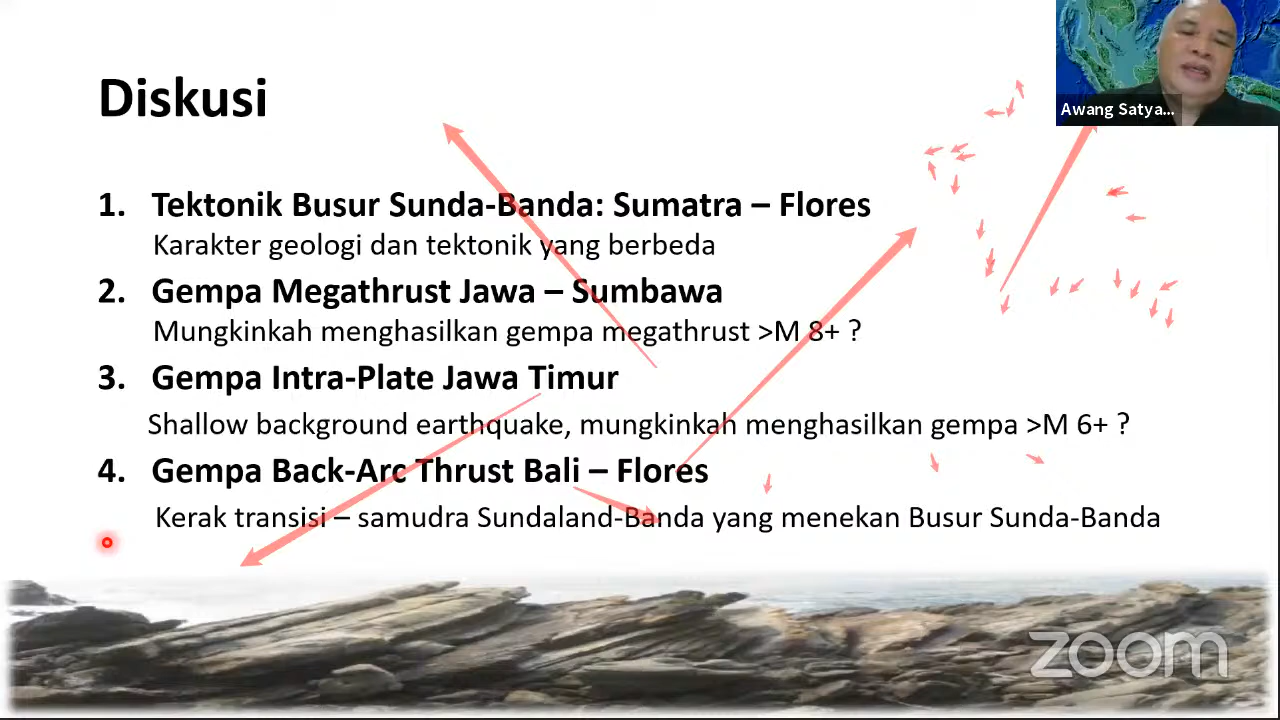 Diskusi
Awang Satya...
1. Tektonik Busur Sunda-Banda: Sumatra – Flores
Karakter geologi dan tektonik yang berbeda
2. Gempa Megathrust Jawa – Sumbawa
Mungkinkah menghasilkan gempa megathrust >M 8+ ?
3. Gempa Intra-Plate Jawa Timur
Shallow background earthquake, mungkinkah menghasilkan gempa >M 6+ ?
4. Gempa Back-Arc Thrust Bali – Flores
Kerak transisi – samudra Sundaland-Banda yang menekan Busur Sunda-Banda
zoom